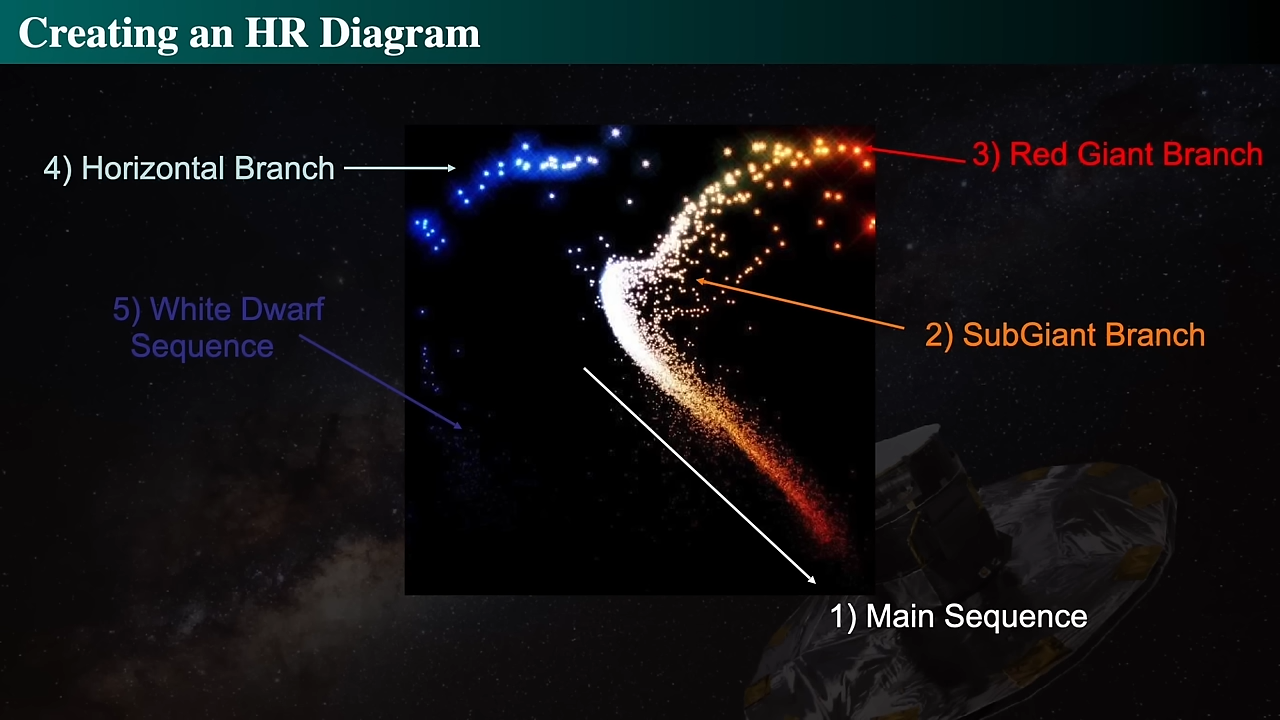 Creating an HR Diagram
4) Horizontal Branch
3) Red Giant Branch
5) White Dwarf
Sequence
2) SubGiant Branch
1) Main Sequence